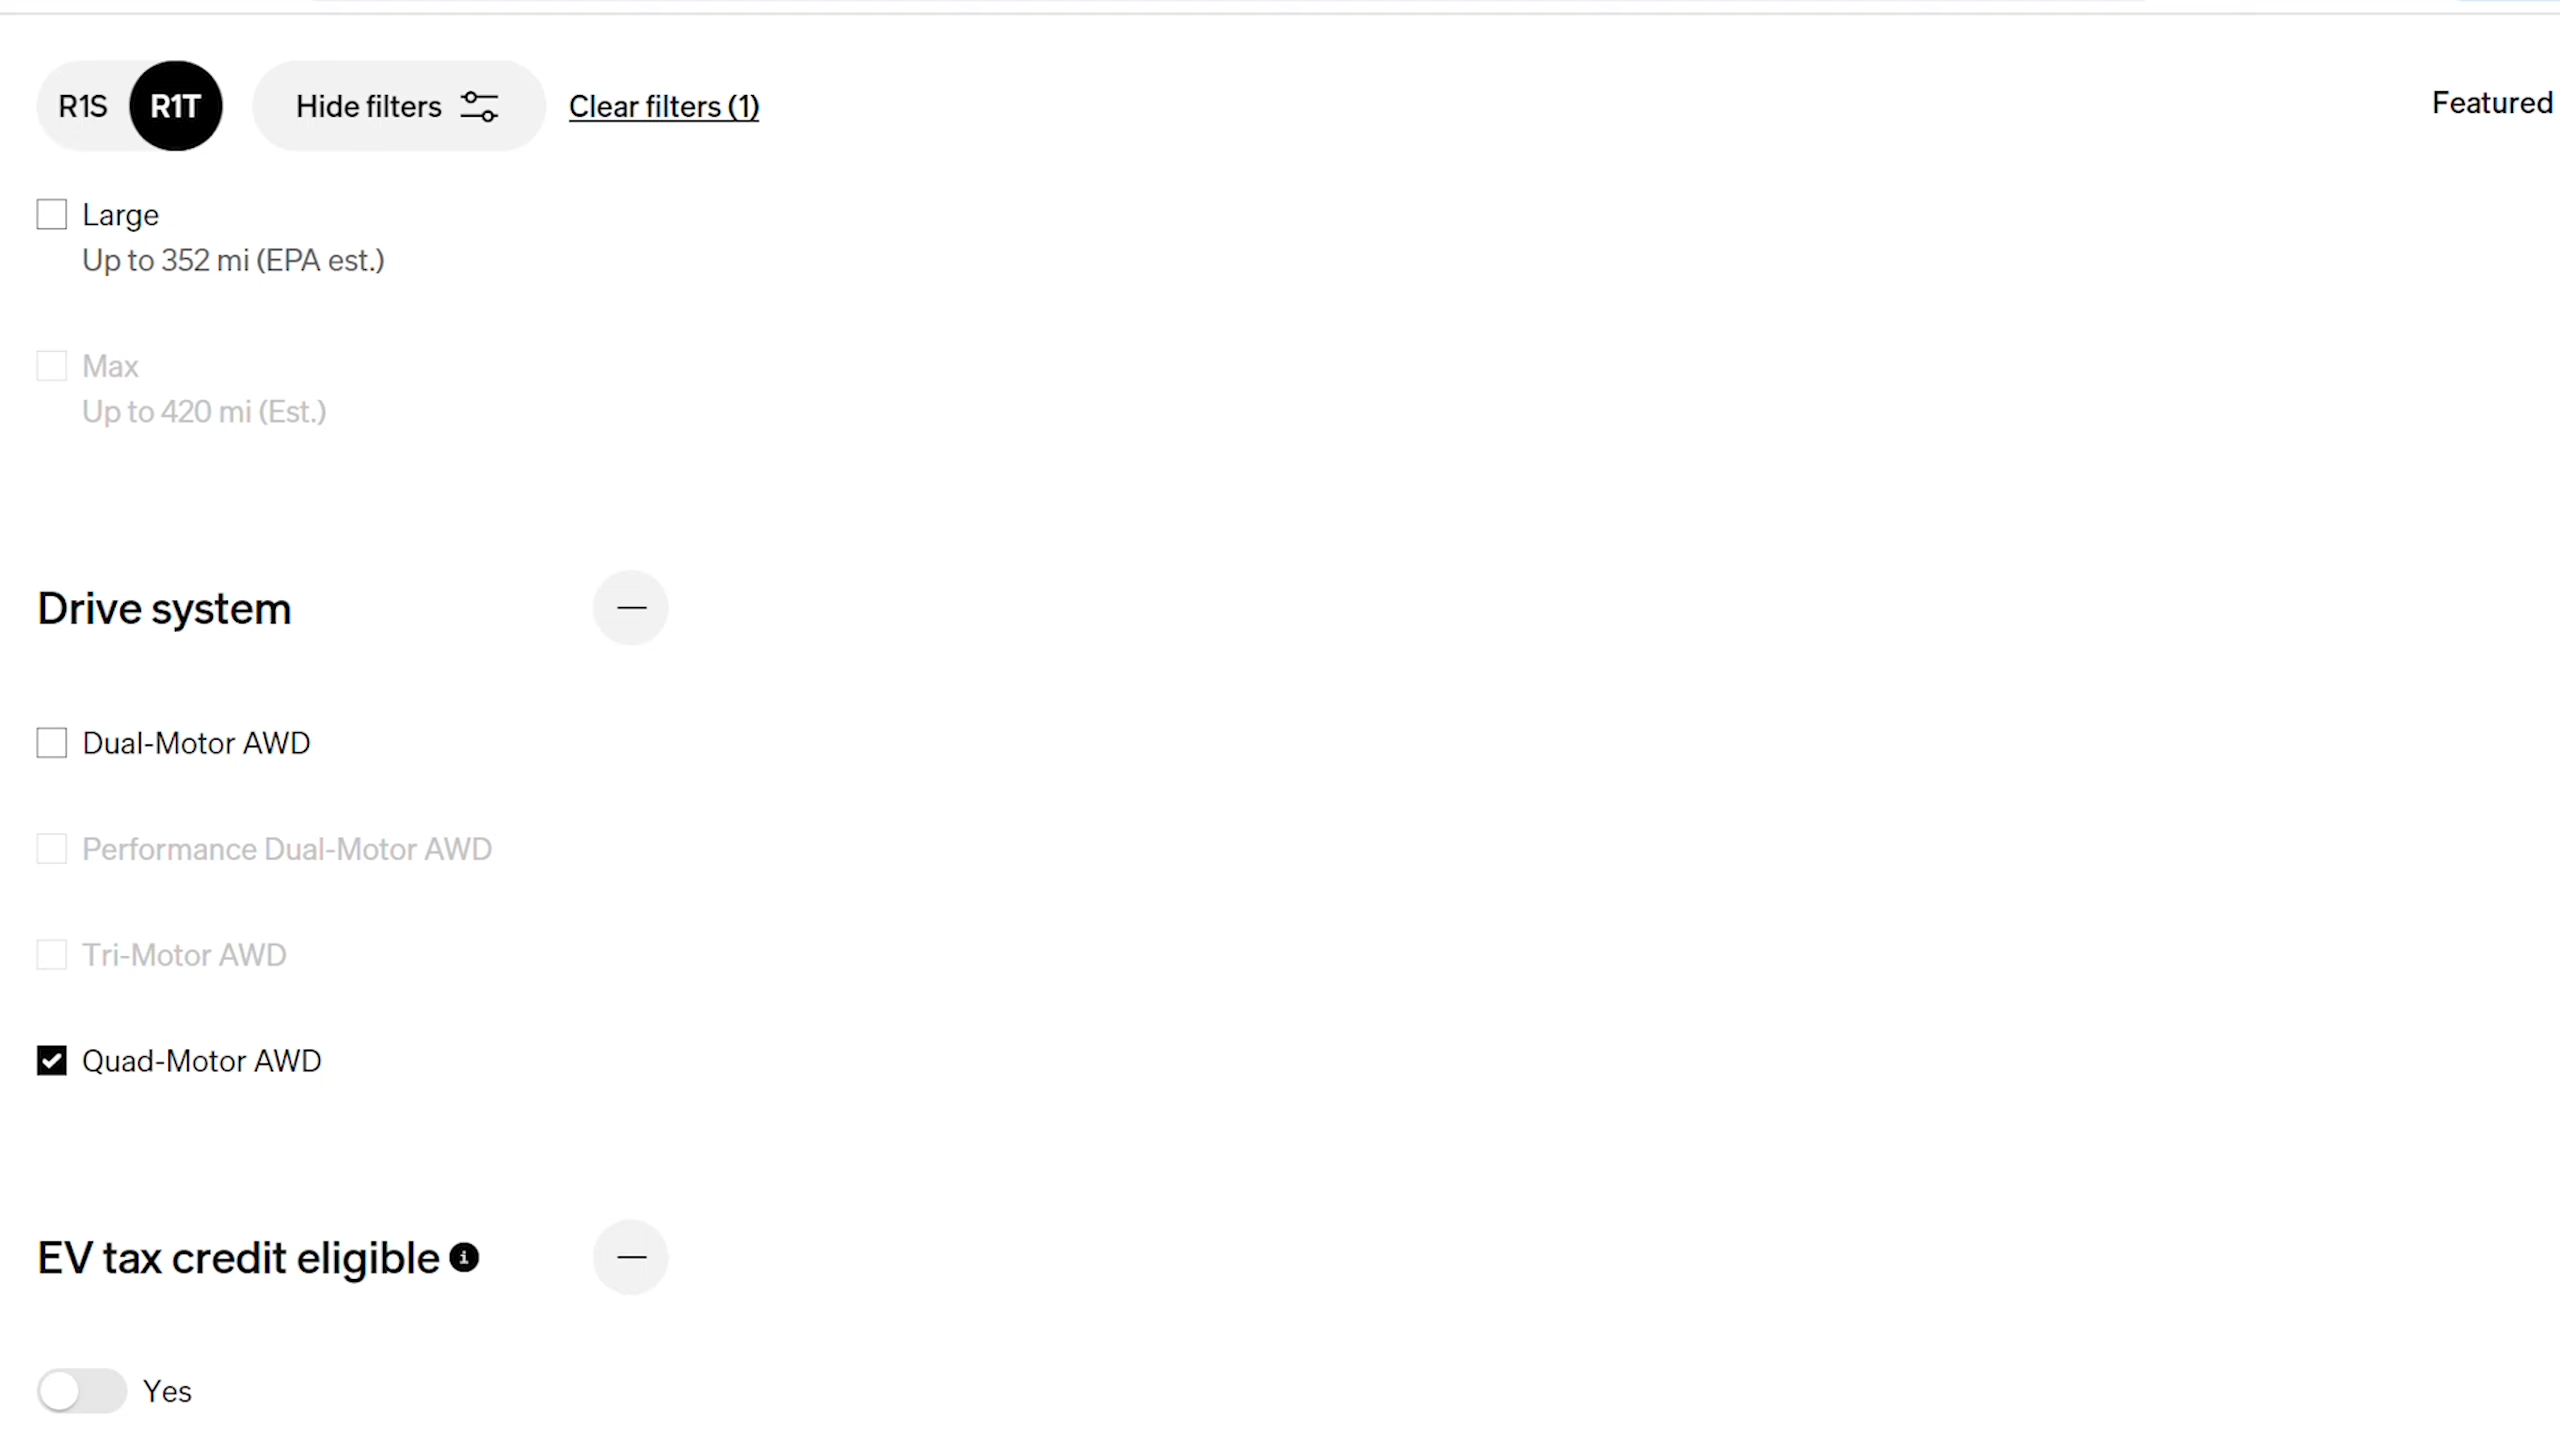 R1S R1T Hide filters Clear filters (1) Featured
Large
Up to 352 mi (EPA est.)
Max
Up to 420 mi (Est.)
Drive system
Dual-Motor AWD
Performance Dual-Motor AWD
Tri-Motor AWD
Quad-Motor AWD
EV tax credit eligible i
Yes